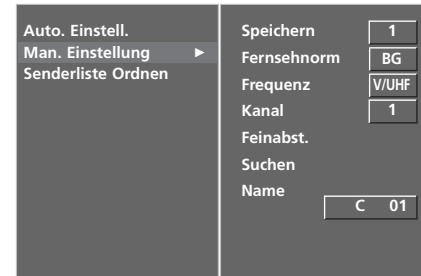 Auto. Einstell.
Man. Einstellung ►
Senderliste Ordnen
Speichern 1
Fernsehnorm BG
Frequenz V/UHF
Kanal 1
Feinabst.
Suchen
Name
C 01